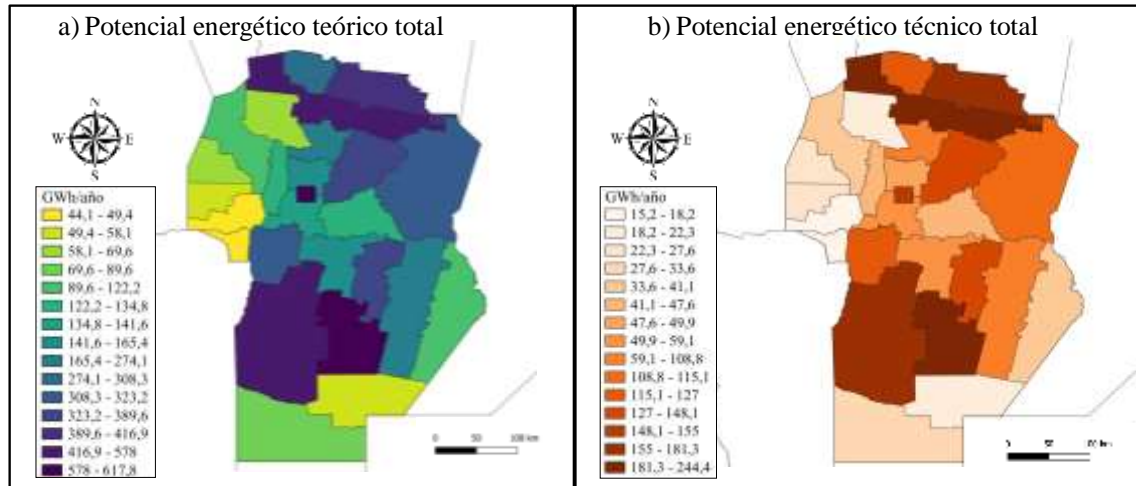 a) Potencial energético teórico total
N
W
E
S
GWh/año
44,1 - 49,4
49,4 - 58,1
58,1 - 69,6
69,6 - 89,6
89,6 - 122,2
122,2 - 134,8
134,8 - 141,6
141,6 - 165,4
165,4 - 274,1
274,1 - 308,3
308,3 - 323,2
323,2 - 389,6
389,6 - 416,9
416,9 - 578
578 - 617,8
0 50 100 km
b) Potencial energético técnico total
N
W
E
S
GWh/año
15,2 - 18,2
18,2 - 22,3
22,3 - 27,6
27,6 - 33,6
33,6 - 41,1
41,1 - 47,6
47,6 - 49,9
49,9 - 59,1
59,1 - 108,8
108,8 - 115,1
115,1 - 127
127 - 148,1
148,1 - 155
155 - 181,3
181,3 - 244,4
0 50 km